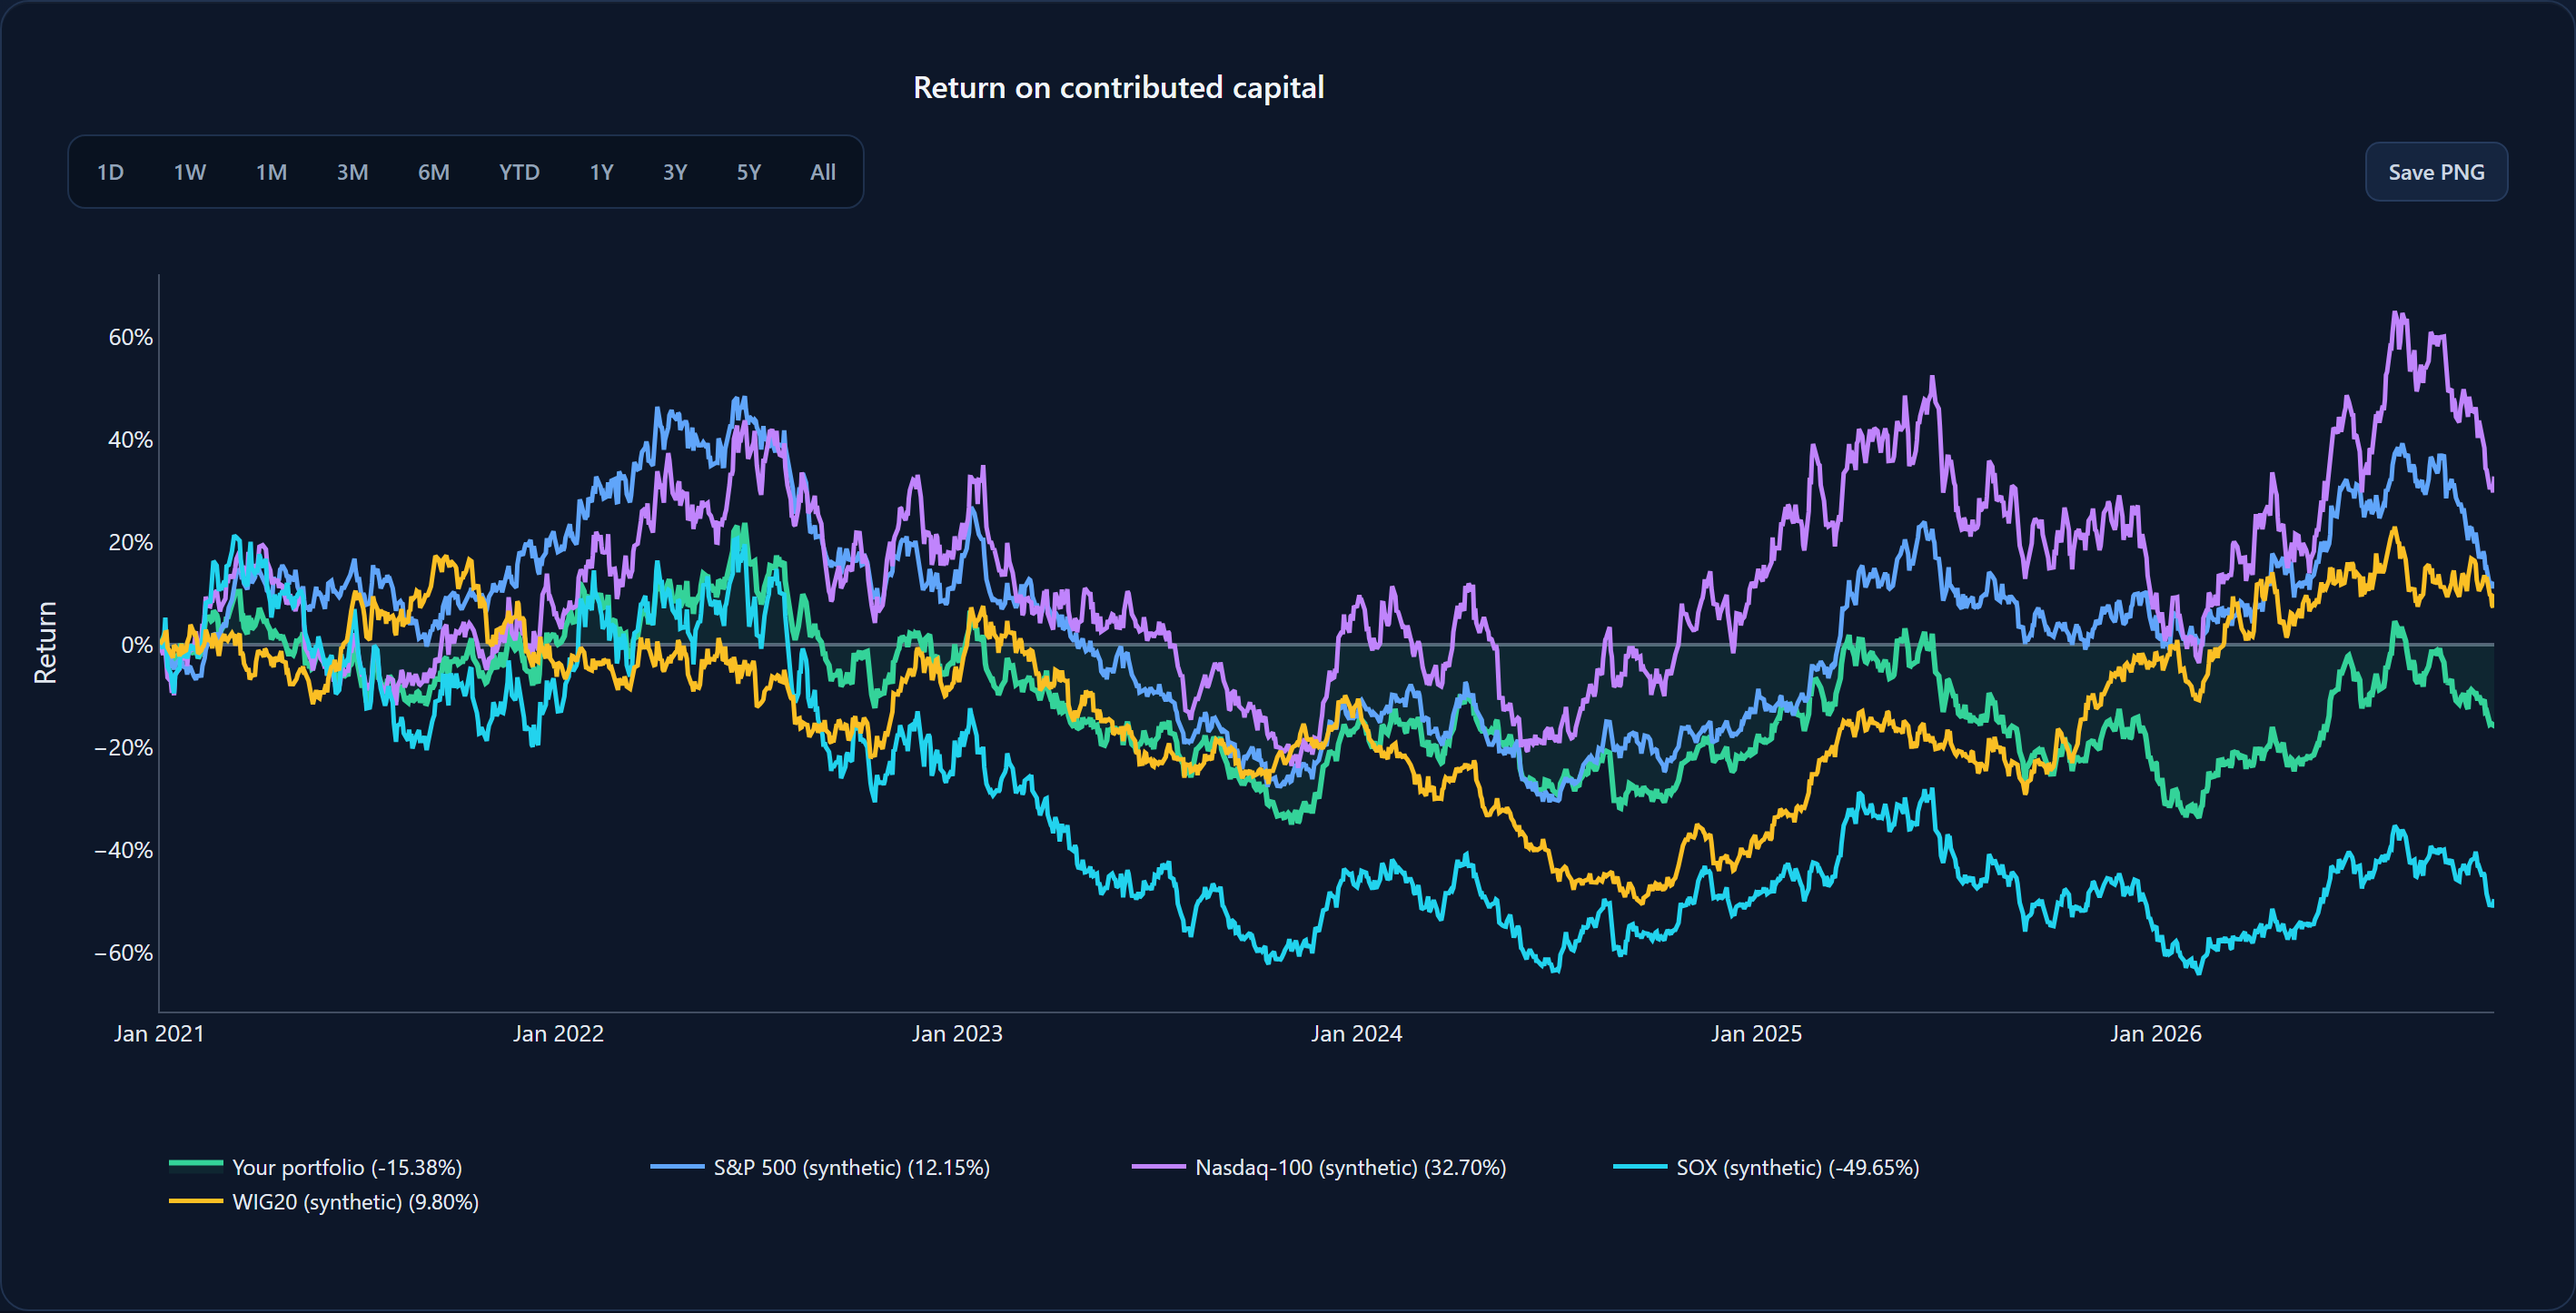 Return on contributed capital
1D 1W 1M 3M 6M YTD 1Y 3Y 5Y All
Save PNG
Return
60%
40%
20%
0%
−20%
−40%
−60%
Jan 2021 Jan 2022 Jan 2023 Jan 2024 Jan 2025 Jan 2026
Your portfolio (-15.38%) S&P 500 (synthetic) (12.15%) Nasdaq-100 (synthetic) (32.70%) SOX (synthetic) (-49.65%)
WIG20 (synthetic) (9.80%)